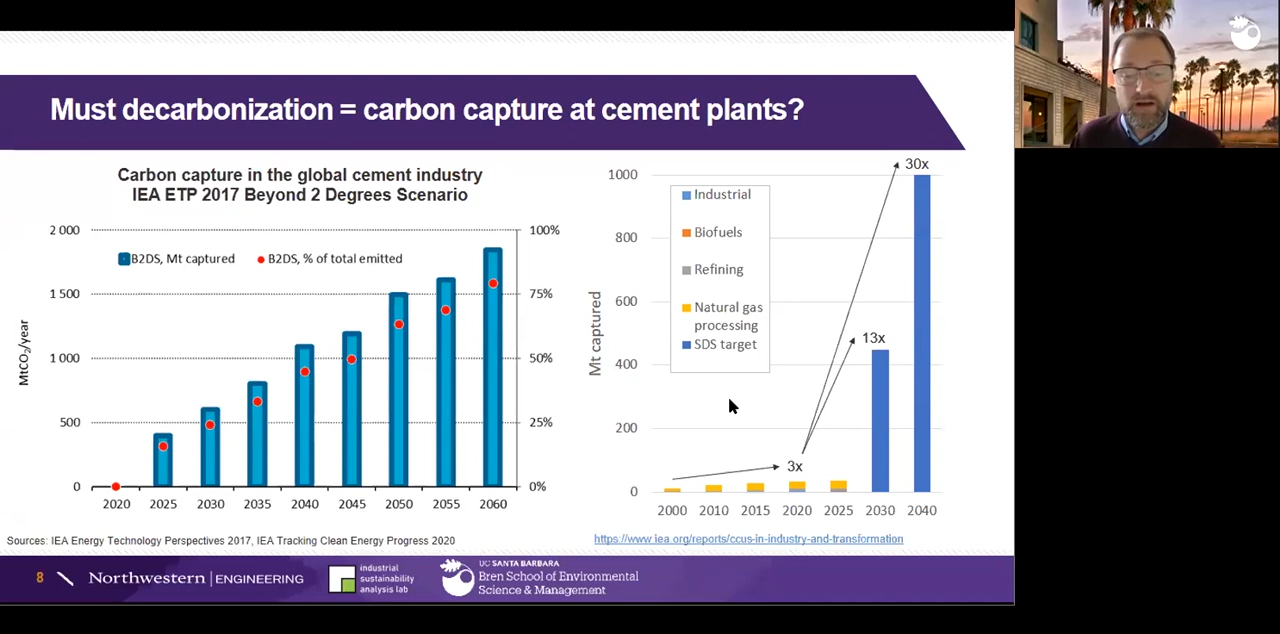 Must decarbonization = carbon capture at cement plants?
Carbon capture in the global cement industry
IEA ETP 2017 Beyond 2 Degrees Scenario
2 000
1 500
1 000
500
0
MtCO₂/year
B2DS, Mt captured
B2DS, % of total emitted
100%
75%
50%
25%
0%
2020 2025 2030 2035 2040 2045 2050 2055 2060
Sources: IEA Energy Technology Perspectives 2017, IEA Tracking Clean Energy Progress 2020
1000
800
600
400
200
0
Mt captured
Industrial
Biofuels
Refining
Natural gas
processing
SDS target
3x
13x
30x
2000 2010 2015 2020 2025 2030 2040
https://www.iea.org/reports/ccus-in-industry-and-transformation
8
Northwestern | ENGINEERING
industrial
sustainability
analysis lab
UC SANTA BARBARA
Bren School of Environmental
Science & Management